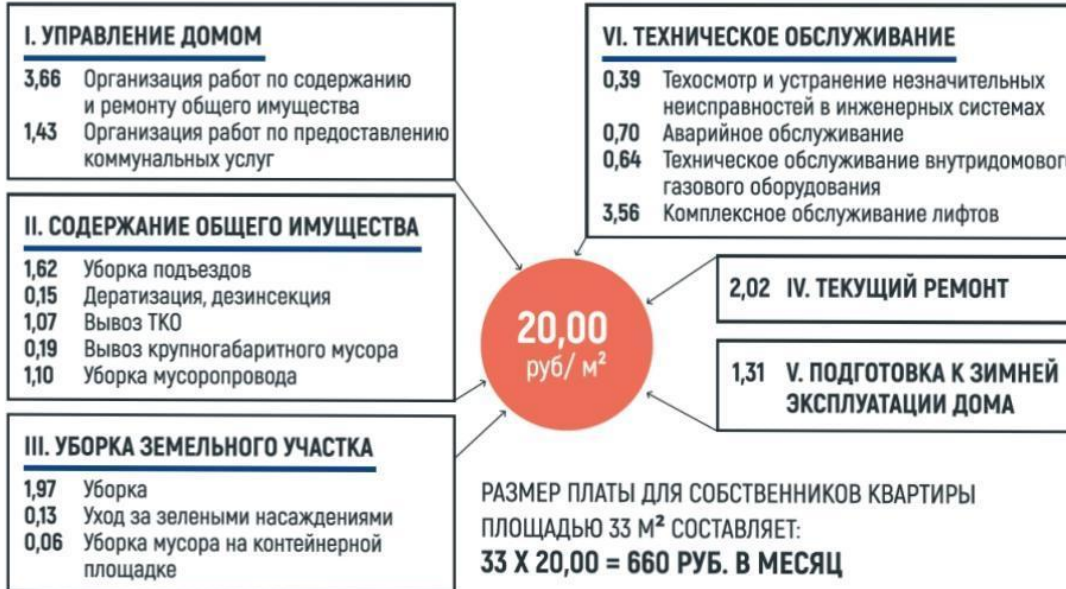 I. УПРАВЛЕНИЕ ДОМОМ
3,66 Организация работ по содержанию
и ремонту общего имущества
1,43 Организация работ по предоставлению
коммунальных услуг
II. СОДЕРЖАНИЕ ОБЩЕГО ИМУЩЕСТВА
1,62 Уборка подъездов
0,15 Дератизация, дезинсекция
1,07 Вывоз ТКО
0,19 Вывоз крупногабаритного мусора
1,10 Уборка мусоропровода
III. УБОРКА ЗЕМЕЛЬНОГО УЧАСТКА
1,97 Уборка
0,13 Уход за зелеными насаждениями
0,06 Уборка мусора на контейнерной
площадке
20,00
руб/ м²
VI. ТЕХНИЧЕСКОЕ ОБСЛУЖИВАНИЕ
0,39 Техосмотр и устранение незначительных
неисправностей в инженерных системах
0,70 Аварийное обслуживание
0,64 Техническое обслуживание внутридомового
газового оборудования
3,56 Комплексное обслуживание лифтов
2,02 IV. ТЕКУЩИЙ РЕМОНТ
1,31 V. ПОДГОТОВКА К ЗИМНЕЙ
ЭКСПЛУАТАЦИИ ДОМА
РАЗМЕР ПЛАТЫ ДЛЯ СОБСТВЕННИКОВ КВАРТИРЫ
ПЛОЩАДЬЮ 33 М² СОСТАВЛЯЕТ:
33 X 20,00 = 660 РУБ. В МЕСЯЦ